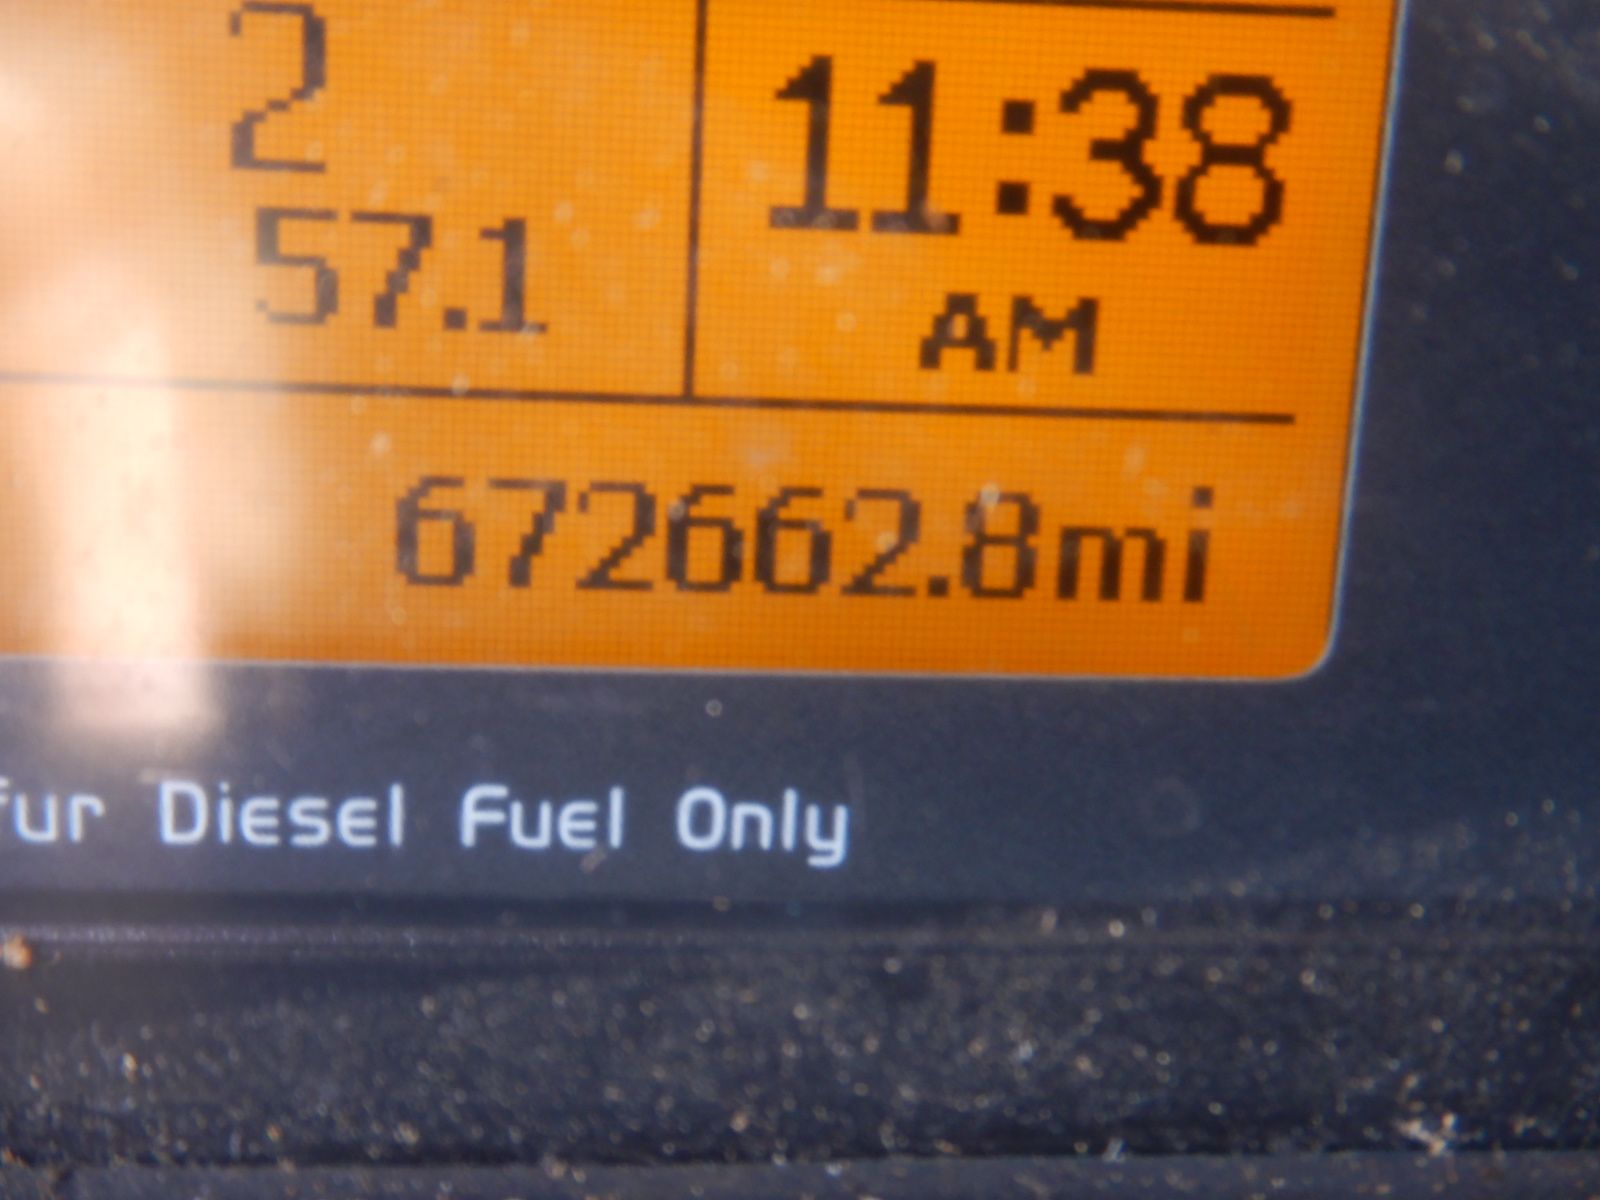 2
57.1
11:38
AM
672662.8mi
fur Diesel Fuel Only